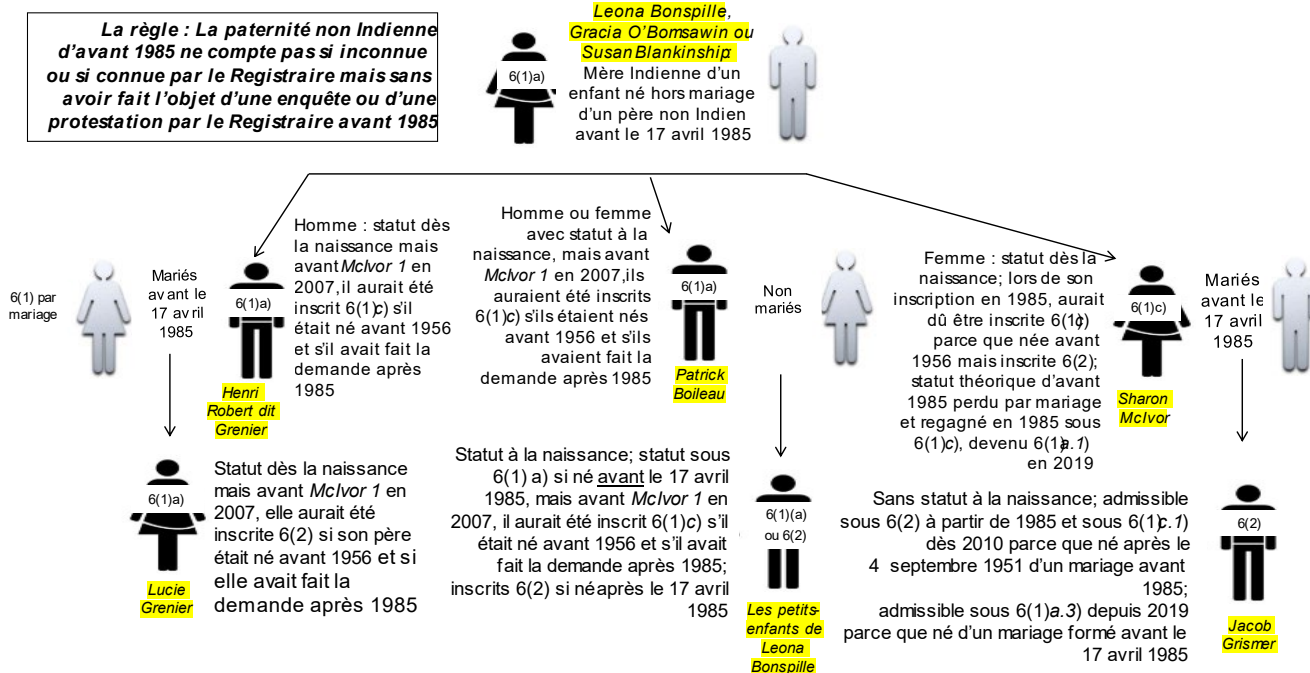 La règle : La paternité non Indienne
d'avant 1985 ne compte pas si inconnue
ou si connue par le Registraire mais sans
avoir fait l'objet d'une enquête ou d'une
protestation par le Registraire avant 1985
Leona Bonspille,
Gracia O'Bomsawin ou
Susan Blankinship:
6(1)a)
Mère Indienne d'un
enfant né hors mariage
d'un père non Indien
avant le 17 avril 1985
6(1) par
mariage
Mariés
avant le
17 avril
1985
6(1)a)
Henri
Robert dit
Grenier
Homme : statut dès
la naissance mais
avant McIvor 1 en
2007, il aurait été
inscrit 6(1)c) s'il
était né avant 1956
et s'il avait fait la
demande après
1985
Homme ou femme
avec statut à la
naissance, mais avant
McIvor 1 en 2007, ils
auraient été inscrits
6(1)c) s'ils étaient nés
avant 1956 et s'ils
avaient fait la
demande après 1985
6(1)a)
Patrick
Boileau
Non
mariés
Femme : statut dès la
naissance; lors de son
inscription en 1985, aurait
dû être inscrite 6(1)c)
parce que née avant
1956 mais inscrite 6(2);
statut théorique d'avant
1985 perdu par mariage
et regagné en 1985 sous
6(1)c), devenu 6(1)a.1)
en 2019
6(1)c)
Sharon
McIvor
Mariés
avant le
17 avril
1985
6(1)a)
Lucie
Grenier
Statut dès la naissance
mais avant McIvor 1 en
2007, elle aurait été
inscrite 6(2) si son père
était né avant 1956 et si
elle avait fait la
demande après 1985
Statut à la naissance; statut sous
6(1) a) si né avant le 17 avril
1985, mais avant McIvor 1 en
2007, il aurait été inscrit 6(1)c) s'il
était né avant 1956 et s'il avait
fait la demande après 1985;
inscrits 6(2) si né après le 17 avril
1985
6(1)(a)
ou 6(2)
Les petits-
enfants de
Leona
Bonspille
Sans statut à la naissance; admissible
sous 6(2) à partir de 1985 et sous 6(1)c.1)
dès 2010 parce que né après le
4 septembre 1951 d'un mariage avant
1985;
admissible sous 6(1)a.3) depuis 2019
parce que né d'un mariage formé avant le
17 avril 1985
6(2)
Jacob
Grismer